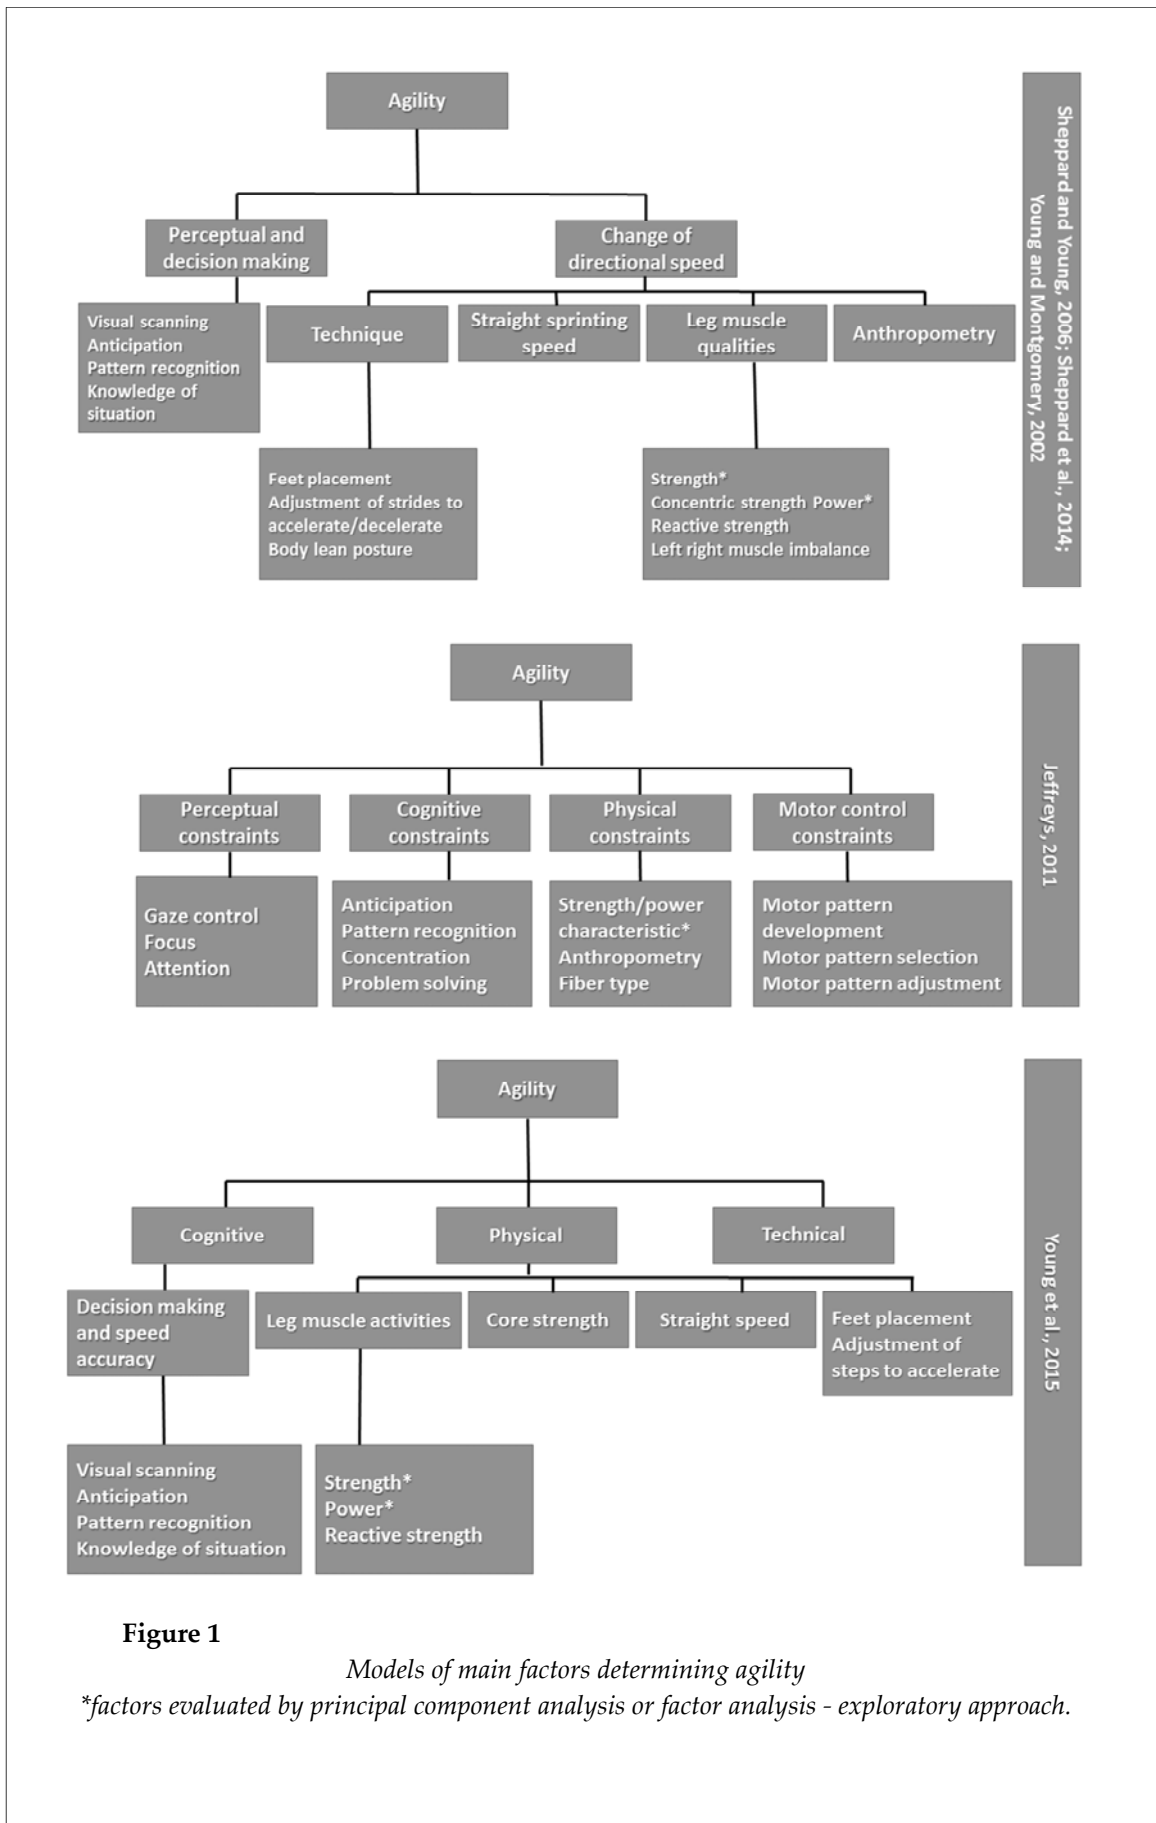 Agility
Perceptual and
decision making
Change of
directional speed
Visual scanning
Anticipation
Pattern recognition
Knowledge of
situation
Technique
Straight sprinting
speed
Leg muscle
qualities
Anthropometry
Feet placement
Adjustment of strides to
accelerate/decelerate
Body lean posture
Strength*
Concentric strength Power*
Reactive strength
Left right muscle imbalance
Sheppard and Young, 2006; Sheppard et al., 2014;
Young and Montgomery, 2002
Agility
Perceptual
constraints
Cognitive
constraints
Physical
constraints
Motor control
constraints
Gaze control
Focus
Attention
Anticipation
Pattern recognition
Concentration
Problem solving
Strength/power
characteristic*
Anthropometry
Fiber type
Motor pattern
development
Motor pattern selection
Motor pattern adjustment
Jeffreys, 2011
Agility
Cognitive
Physical
Technical
Decision making
and speed
accuracy
Leg muscle activities
Core strength
Straight speed
Feet placement
Adjustment of
steps to accelerate
Visual scanning
Anticipation
Pattern recognition
Knowledge of situation
Strength*
Power*
Reactive strength
Young et al., 2015
Figure 1
Models of main factors determining agility
*factors evaluated by principal component analysis or factor analysis - exploratory approach.